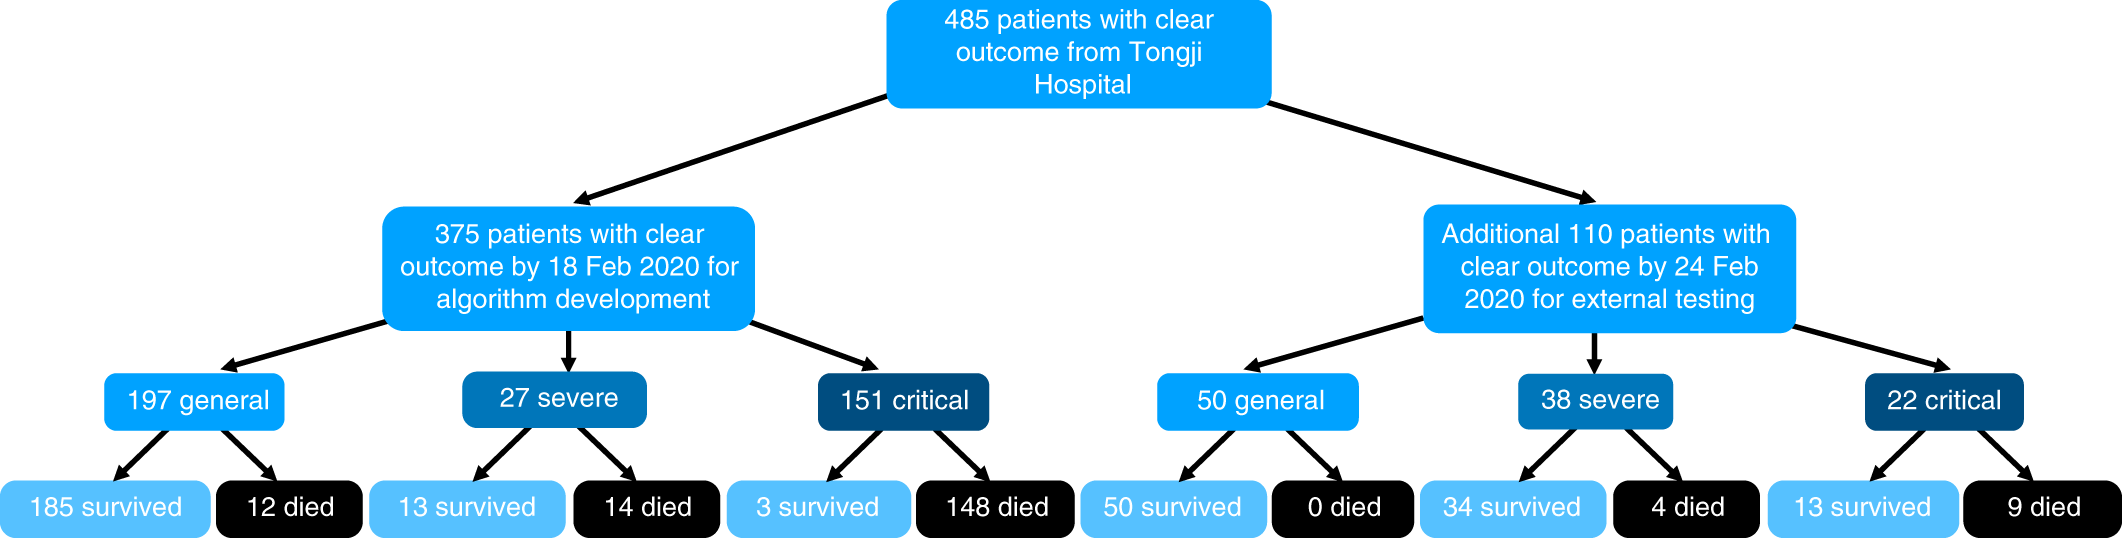 485 patients with clear
outcome from Tongji
Hospital
375 patients with clear
outcome by 18 Feb 2020 for
algorithm development
Additional 110 patients with
clear outcome by 24 Feb
2020 for external testing
197 general
27 severe
151 critical
50 general
38 severe
22 critical
185 survived
12 died
13 survived
14 died
3 survived
148 died
50 survived
0 died
34 survived
4 died
13 survived
9 died